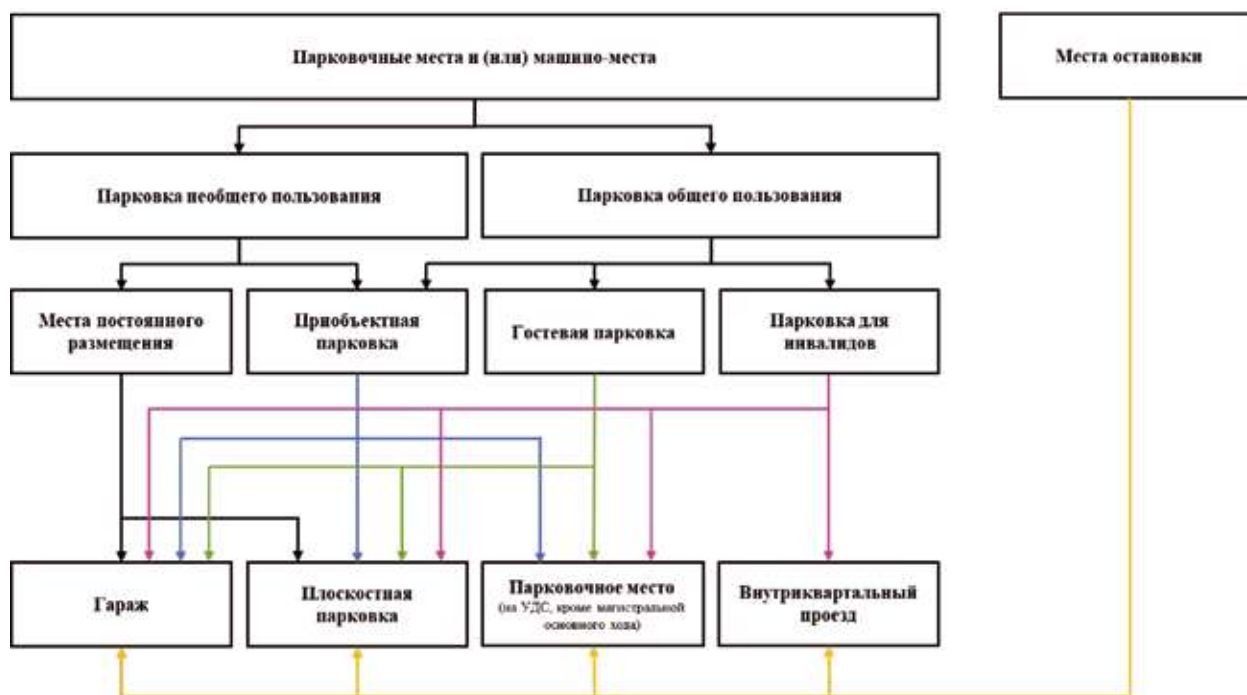 Парковочные места и (или) машино-места
Места остановки
Парковка необщего пользования
Парковка общего пользования
Места постоянного
размещения
Приобъектная
парковка
Гостевая парковка
Парковка для
инвалидов
Гараж
Плоскостная
парковка
Парковочное место
(на УДС, кроме магистральной
основного хода)
Внутриквартальный
проезд